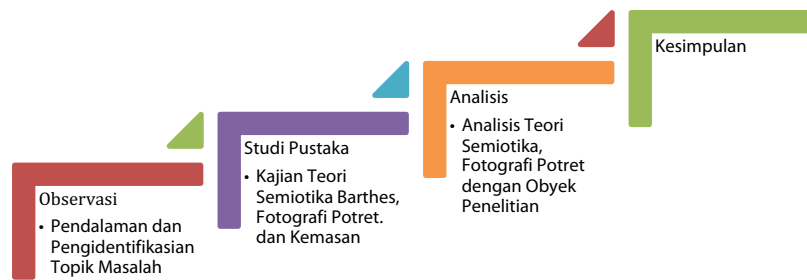 Observasi
• Pendalaman dan
Pengidentifikasian
Topik Masalah
Studi Pustaka
• Kajian Teori
Semiotika Barthes,
Fotografi Potret.
dan Kemasan
Analisis
• Analisis Teori
Semiotika,
Fotografi Potret
dengan Obyek
Penelitian
Kesimpulan